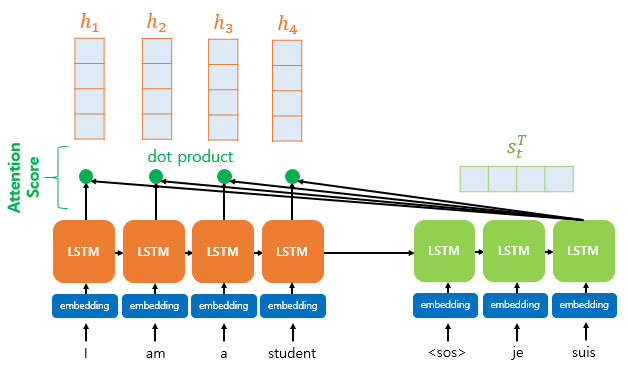 h₁ h₂ h₃ h₄
Attention Score
dot product
sₜᵀ
LSTM LSTM LSTM LSTM LSTM LSTM LSTM
embedding embedding embedding embedding embedding embedding embedding
I am a student <sos> je suis